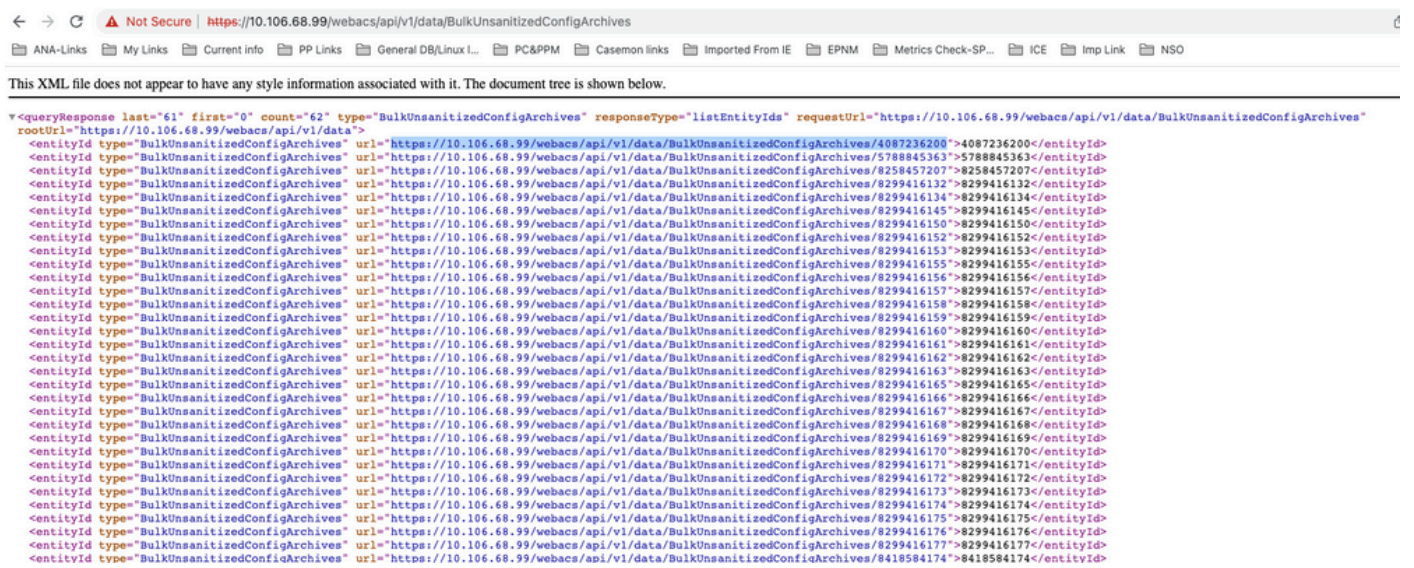 Not Secure | https://10.106.68.99/webacs/api/v1/data/BulkUnsanitizedConfigArchives
ANA-Links My Links Current info PP Links General DB/Linux I... PC&PPM Casemon links Imported From IE EPNM Metrics Check-SP... ICE Imp Link NSO
This XML file does not appear to have any style information associated with it. The document tree is shown below.
▼<queryResponse last="61" first="0" count="62" type="BulkUnsanitizedConfigArchives" responseType="listEntityIds" requestUrl="https://10.106.68.99/webacs/api/v1/data/BulkUnsanitizedConfigArchives"
rootUrl="https://10.106.68.99/webacs/api/v1/data">
<entityId type="BulkUnsanitizedConfigArchives" url="https://10.106.68.99/webacs/api/v1/data/BulkUnsanitizedConfigArchives/4087236200">4087236200</entityId>
<entityId type="BulkUnsanitizedConfigArchives" url="https://10.106.68.99/webacs/api/v1/data/BulkUnsanitizedConfigArchives/5788845363">5788845363</entityId>
<entityId type="BulkUnsanitizedConfigArchives" url="https://10.106.68.99/webacs/api/v1/data/BulkUnsanitizedConfigArchives/8258457207">8258457207</entityId>
<entityId type="BulkUnsanitizedConfigArchives" url="https://10.106.68.99/webacs/api/v1/data/BulkUnsanitizedConfigArchives/8299416132">8299416132</entityId>
<entityId type="BulkUnsanitizedConfigArchives" url="https://10.106.68.99/webacs/api/v1/data/BulkUnsanitizedConfigArchives/8299416134">8299416134</entityId>
<entityId type="BulkUnsanitizedConfigArchives" url="https://10.106.68.99/webacs/api/v1/data/BulkUnsanitizedConfigArchives/8299416145">8299416145</entityId>
<entityId type="BulkUnsanitizedConfigArchives" url="https://10.106.68.99/webacs/api/v1/data/BulkUnsanitizedConfigArchives/8299416150">8299416150</entityId>
<entityId type="BulkUnsanitizedConfigArchives" url="https://10.106.68.99/webacs/api/v1/data/BulkUnsanitizedConfigArchives/8299416152">8299416152</entityId>
<entityId type="BulkUnsanitizedConfigArchives" url="https://10.106.68.99/webacs/api/v1/data/BulkUnsanitizedConfigArchives/8299416153">8299416153</entityId>
<entityId type="BulkUnsanitizedConfigArchives" url="https://10.106.68.99/webacs/api/v1/data/BulkUnsanitizedConfigArchives/8299416155">8299416155</entityId>
<entityId type="BulkUnsanitizedConfigArchives" url="https://10.106.68.99/webacs/api/v1/data/BulkUnsanitizedConfigArchives/8299416156">8299416156</entityId>
<entityId type="BulkUnsanitizedConfigArchives" url="https://10.106.68.99/webacs/api/v1/data/BulkUnsanitizedConfigArchives/8299416157">8299416157</entityId>
<entityId type="BulkUnsanitizedConfigArchives" url="https://10.106.68.99/webacs/api/v1/data/BulkUnsanitizedConfigArchives/8299416158">8299416158</entityId>
<entityId type="BulkUnsanitizedConfigArchives" url="https://10.106.68.99/webacs/api/v1/data/BulkUnsanitizedConfigArchives/8299416159">8299416159</entityId>
<entityId type="BulkUnsanitizedConfigArchives" url="https://10.106.68.99/webacs/api/v1/data/BulkUnsanitizedConfigArchives/8299416160">8299416160</entityId>
<entityId type="BulkUnsanitizedConfigArchives" url="https://10.106.68.99/webacs/api/v1/data/BulkUnsanitizedConfigArchives/8299416161">8299416161</entityId>
<entityId type="BulkUnsanitizedConfigArchives" url="https://10.106.68.99/webacs/api/v1/data/BulkUnsanitizedConfigArchives/8299416162">8299416162</entityId>
<entityId type="BulkUnsanitizedConfigArchives" url="https://10.106.68.99/webacs/api/v1/data/BulkUnsanitizedConfigArchives/8299416163">8299416163</entityId>
<entityId type="BulkUnsanitizedConfigArchives" url="https://10.106.68.99/webacs/api/v1/data/BulkUnsanitizedConfigArchives/8299416165">8299416165</entityId>
<entityId type="BulkUnsanitizedConfigArchives" url="https://10.106.68.99/webacs/api/v1/data/BulkUnsanitizedConfigArchives/8299416166">8299416166</entityId>
<entityId type="BulkUnsanitizedConfigArchives" url="https://10.106.68.99/webacs/api/v1/data/BulkUnsanitizedConfigArchives/8299416167">8299416167</entityId>
<entityId type="BulkUnsanitizedConfigArchives" url="https://10.106.68.99/webacs/api/v1/data/BulkUnsanitizedConfigArchives/8299416168">8299416168</entityId>
<entityId type="BulkUnsanitizedConfigArchives" url="https://10.106.68.99/webacs/api/v1/data/BulkUnsanitizedConfigArchives/8299416169">8299416169</entityId>
<entityId type="BulkUnsanitizedConfigArchives" url="https://10.106.68.99/webacs/api/v1/data/BulkUnsanitizedConfigArchives/8299416170">8299416170</entityId>
<entityId type="BulkUnsanitizedConfigArchives" url="https://10.106.68.99/webacs/api/v1/data/BulkUnsanitizedConfigArchives/8299416171">8299416171</entityId>
<entityId type="BulkUnsanitizedConfigArchives" url="https://10.106.68.99/webacs/api/v1/data/BulkUnsanitizedConfigArchives/8299416172">8299416172</entityId>
<entityId type="BulkUnsanitizedConfigArchives" url="https://10.106.68.99/webacs/api/v1/data/BulkUnsanitizedConfigArchives/8299416173">8299416173</entityId>
<entityId type="BulkUnsanitizedConfigArchives" url="https://10.106.68.99/webacs/api/v1/data/BulkUnsanitizedConfigArchives/8299416174">8299416174</entityId>
<entityId type="BulkUnsanitizedConfigArchives" url="https://10.106.68.99/webacs/api/v1/data/BulkUnsanitizedConfigArchives/8299416175">8299416175</entityId>
<entityId type="BulkUnsanitizedConfigArchives" url="https://10.106.68.99/webacs/api/v1/data/BulkUnsanitizedConfigArchives/8299416176">8299416176</entityId>
<entityId type="BulkUnsanitizedConfigArchives" url="https://10.106.68.99/webacs/api/v1/data/BulkUnsanitizedConfigArchives/8299416177">8299416177</entityId>
<entityId type="BulkUnsanitizedConfigArchives" url="https://10.106.68.99/webacs/api/v1/data/BulkUnsanitizedConfigArchives/8418584174">8418584174</entityId>